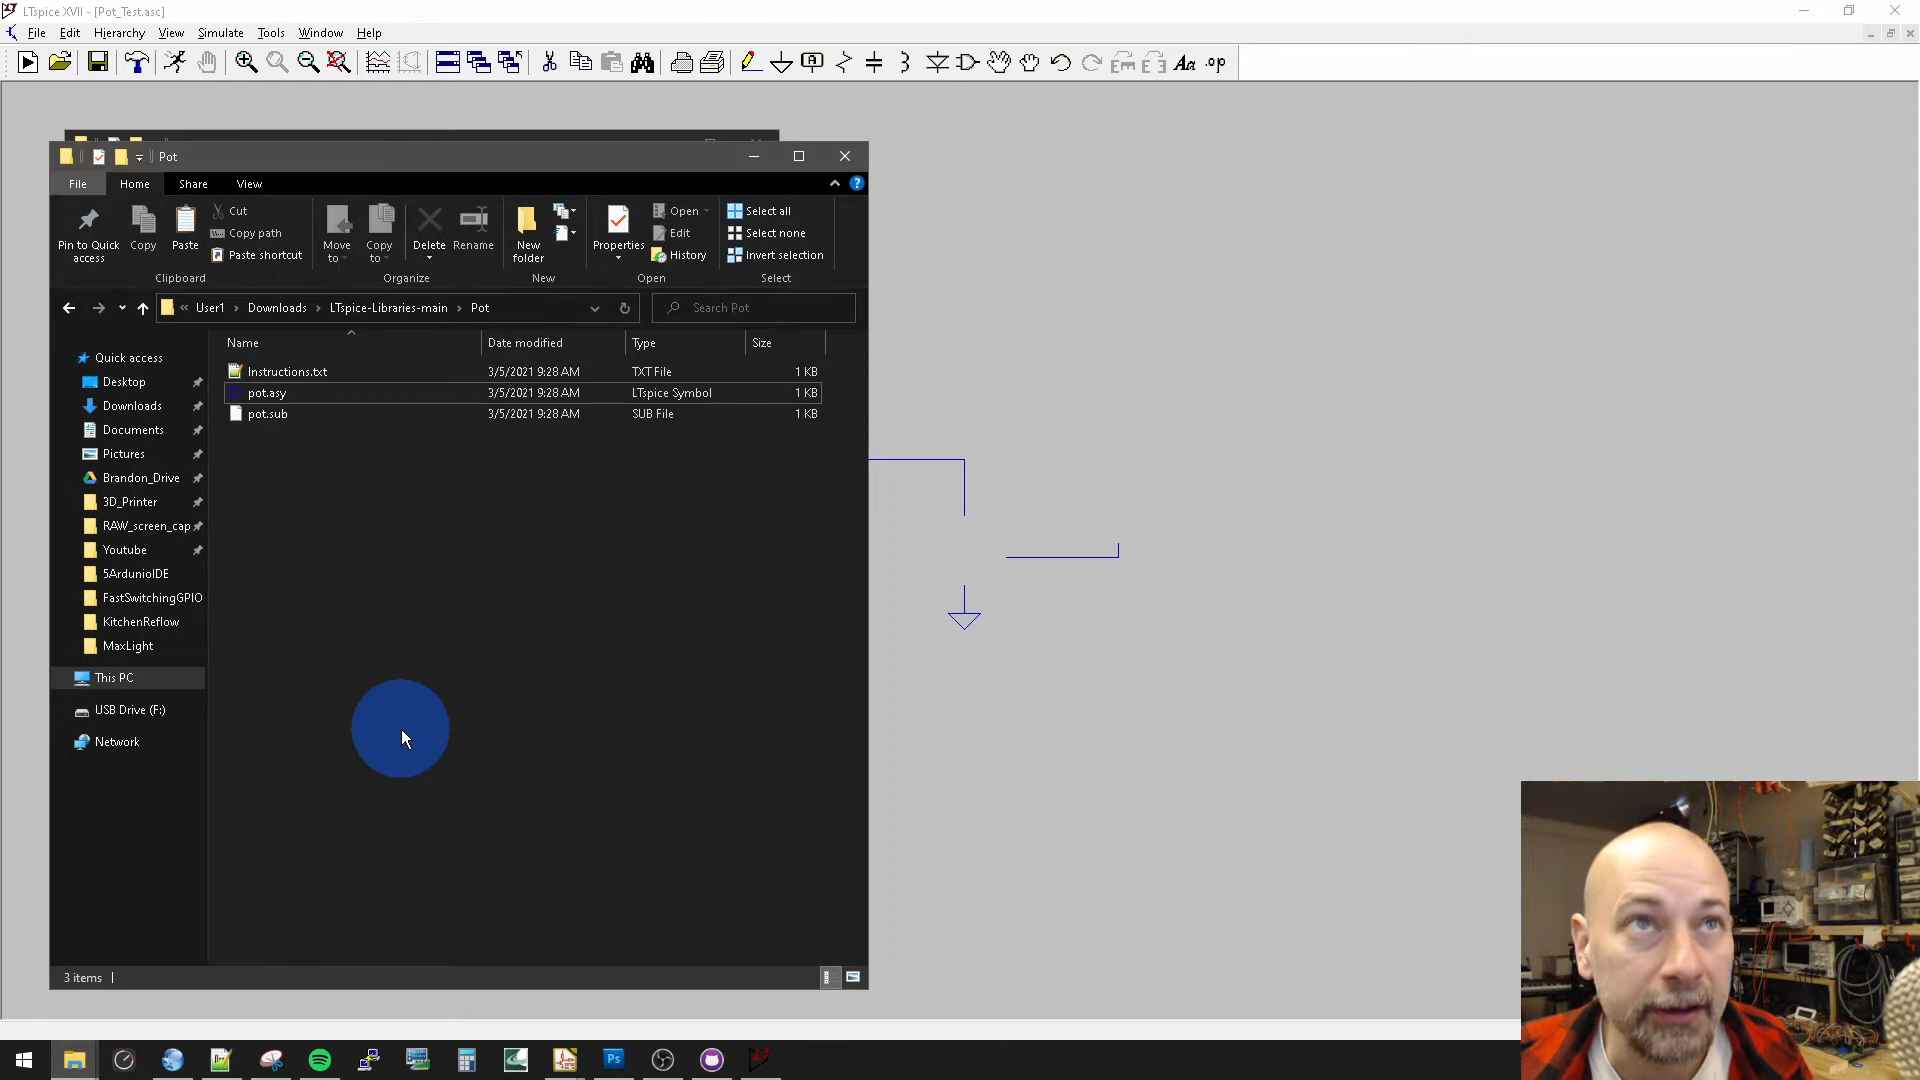 LTspice XVII - [Pot_Test.asc]
File Edit Hierarchy View Simulate Tools Window Help
A Aa .op
Pot
File Home Share View
Pin to Quick access
Copy
Paste
Cut
Copy path
Paste shortcut
Clipboard
Move to
Copy to
Delete
Rename
Organize
New folder
New
Properties
Open
Edit
History
Open
Select all
Select none
Invert selection
Select
« User1 > Downloads > LTspice-Libraries-main > Pot
Search Pot
Name Date modified Type Size
Instructions.txt 3/5/2021 9:28 AM TXT File 1 KB
pot.asy 3/5/2021 9:28 AM LTspice Symbol 1 KB
pot.sub 3/5/2021 9:28 AM SUB File 1 KB
Quick access
Desktop
Downloads
Documents
Pictures
Brandon_Drive
3D_Printer
RAW_screen_cap
Youtube
5ArdunioIDE
FastSwitchingGPIO
KitchenReflow
MaxLight
This PC
USB Drive (F:)
Network
3 items
Ps